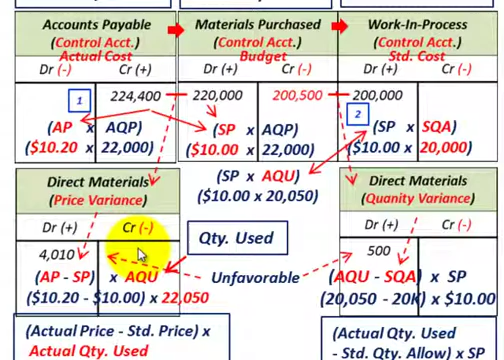 Accounts Payable
(Control Acct.)
Actual Cost
Dr (-) Cr (+)
1
224,400
(AP x AQP)
($10.20 x 22,000)
Materials Purchased
(Control Acct.)
Budget
Dr (+) Cr (-)
220,000 200,500
(SP x AQP)
($10.00 x 22,000)
(SP x AQU)
($10.00 x 20,050)
Work-In-Process
(Control Acct.)
Std. Cost
Dr (+) Cr (-)
200,000
2
(SP x SQA)
($10.00 x 20,000)
Direct Materials
(Price Variance)
Dr (+) Cr (-)
4,010
(AP - SP) x AQU
($10.20 - $10.00) x 22,050
Qty. Used
Unfavorable
Direct Materials
(Quanity Variance)
Dr (+) Cr (-)
500
(AQU - SQA) x SP
(20,050 - 20K) x $10.00
(Actual Price - Std. Price) x
Actual Qty. Used
(Actual Qty. Used
- Std. Qty. Allow) x SP